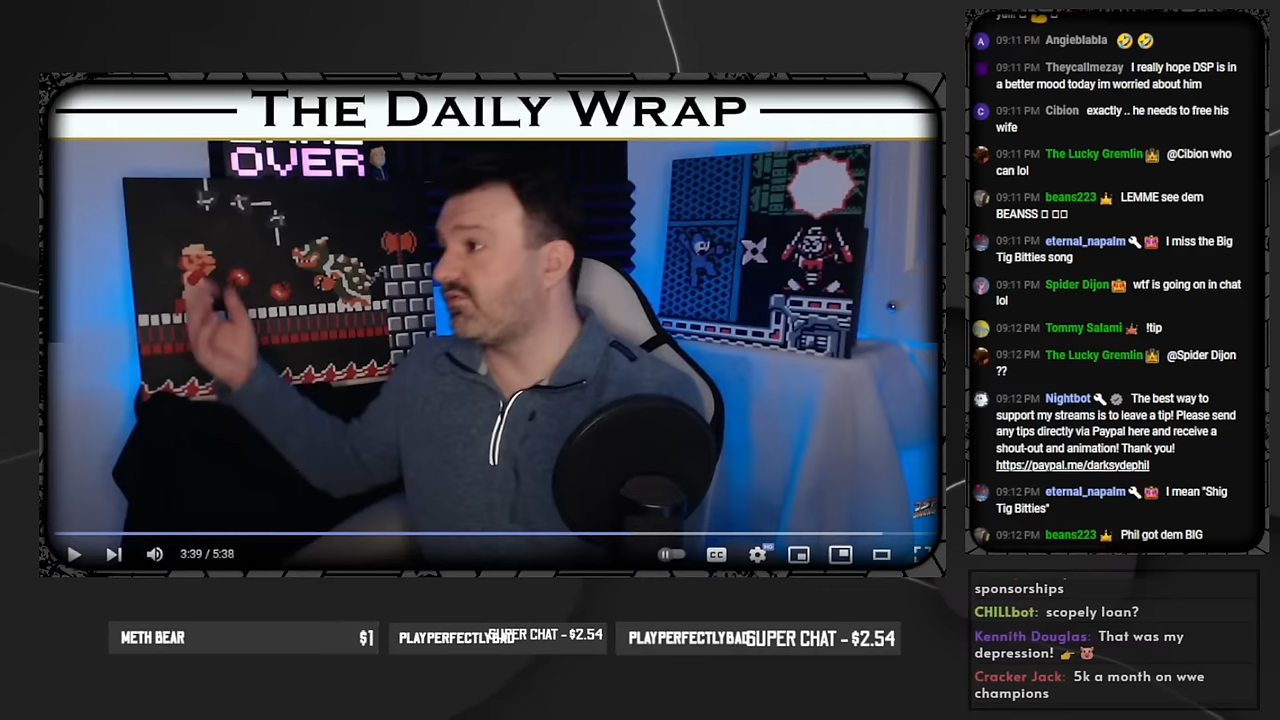 THE DAILY WRAP
OVER
3:39 / 5:38
CC
HD
METH BEAR $1
PLAYPERFECTLYBAD SUPER CHAT - $2.54
PLAYPERFECTLYBAD SUPER CHAT - $2.54
A 09:11 PM Angieblabla 🤣 🤣
09:11 PM Theycallmezay I really hope DSP is in
a better mood today im worried about him
C 09:11 PM Cibion exactly .. he needs to free his
wife
09:11 PM The Lucky Gremlin @Cibion who
can lol
09:11 PM beans223 LEMME see dem
BEANSS
09:11 PM eternal_napalm I miss the Big
Tig Bitties song
09:11 PM Spider Dijon wtf is going on in chat
lol
09:12 PM Tommy Salami !tip
09:12 PM The Lucky Gremlin @Spider Dijon
??
09:12 PM Nightbot The best way to
support my streams is to leave a tip! Please send
any tips directly via Paypal here and receive a
shout-out and animation! Thank you!
https://paypal.me/darksydephil
09:12 PM eternal_napalm I mean "Shig
Tig Bitties"
09:12 PM beans223 Phil got dem BIG
sponsorships
CHILLbot: scopely loan?
Kennith Douglas: That was my
depression! 👉 🐷
Cracker Jack: 5k a month on wwe
champions